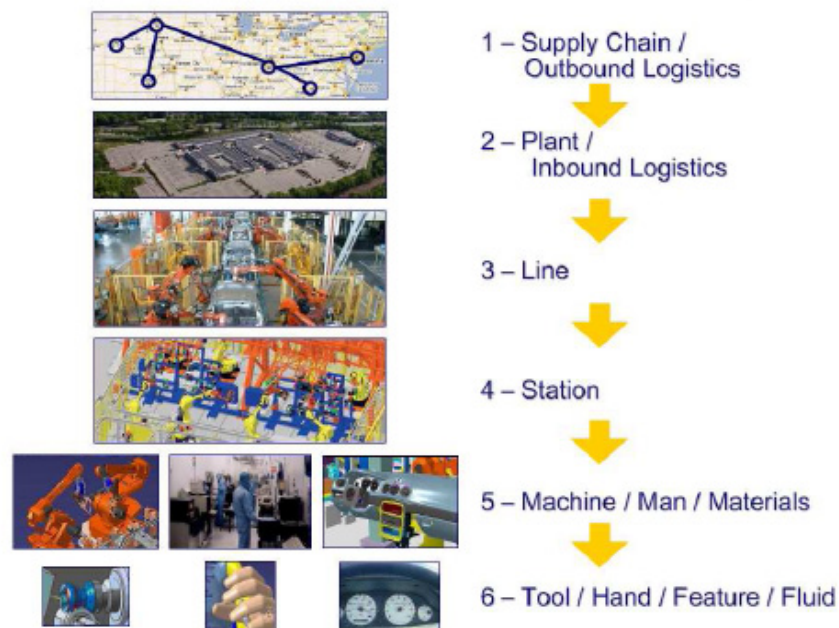 1 – Supply Chain /
Outbound Logistics
2 – Plant /
Inbound Logistics
3 – Line
4 – Station
5 – Machine / Man / Materials
6 – Tool / Hand / Feature / Fluid